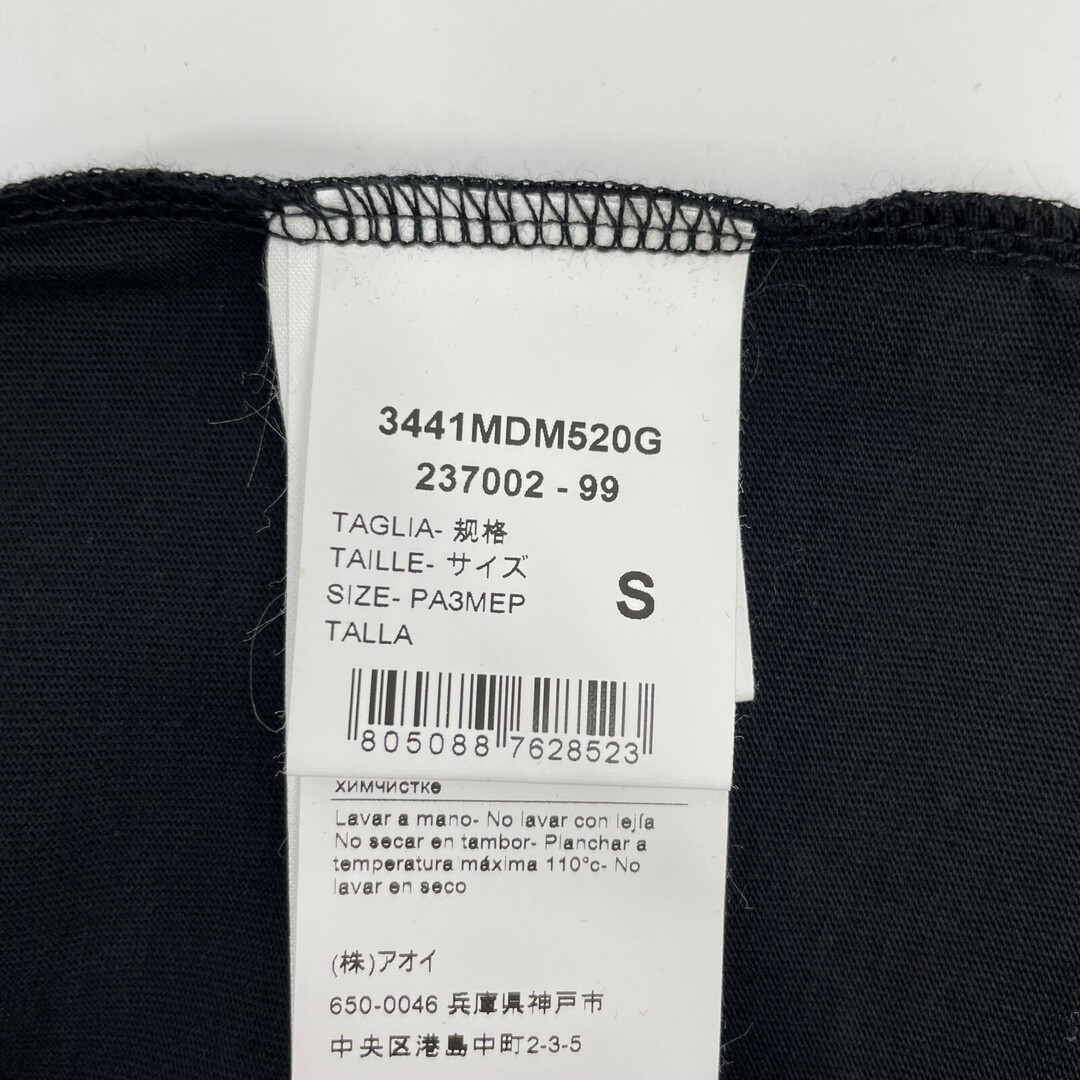 3441MDM520G
237002 - 99
TAGLIA- 规格
TAILLE- サイズ
SIZE- РАЗМЕР
TALLA
S
805088 7628523
химчистке
Lavar a mano- No lavar con lejía
No secar en tambor- Planchar a
temperatura máxima 110°c- No
lavar en seco
(株)アオイ
650-0046 兵庫県神戸市
中央区港島中町2-3-5